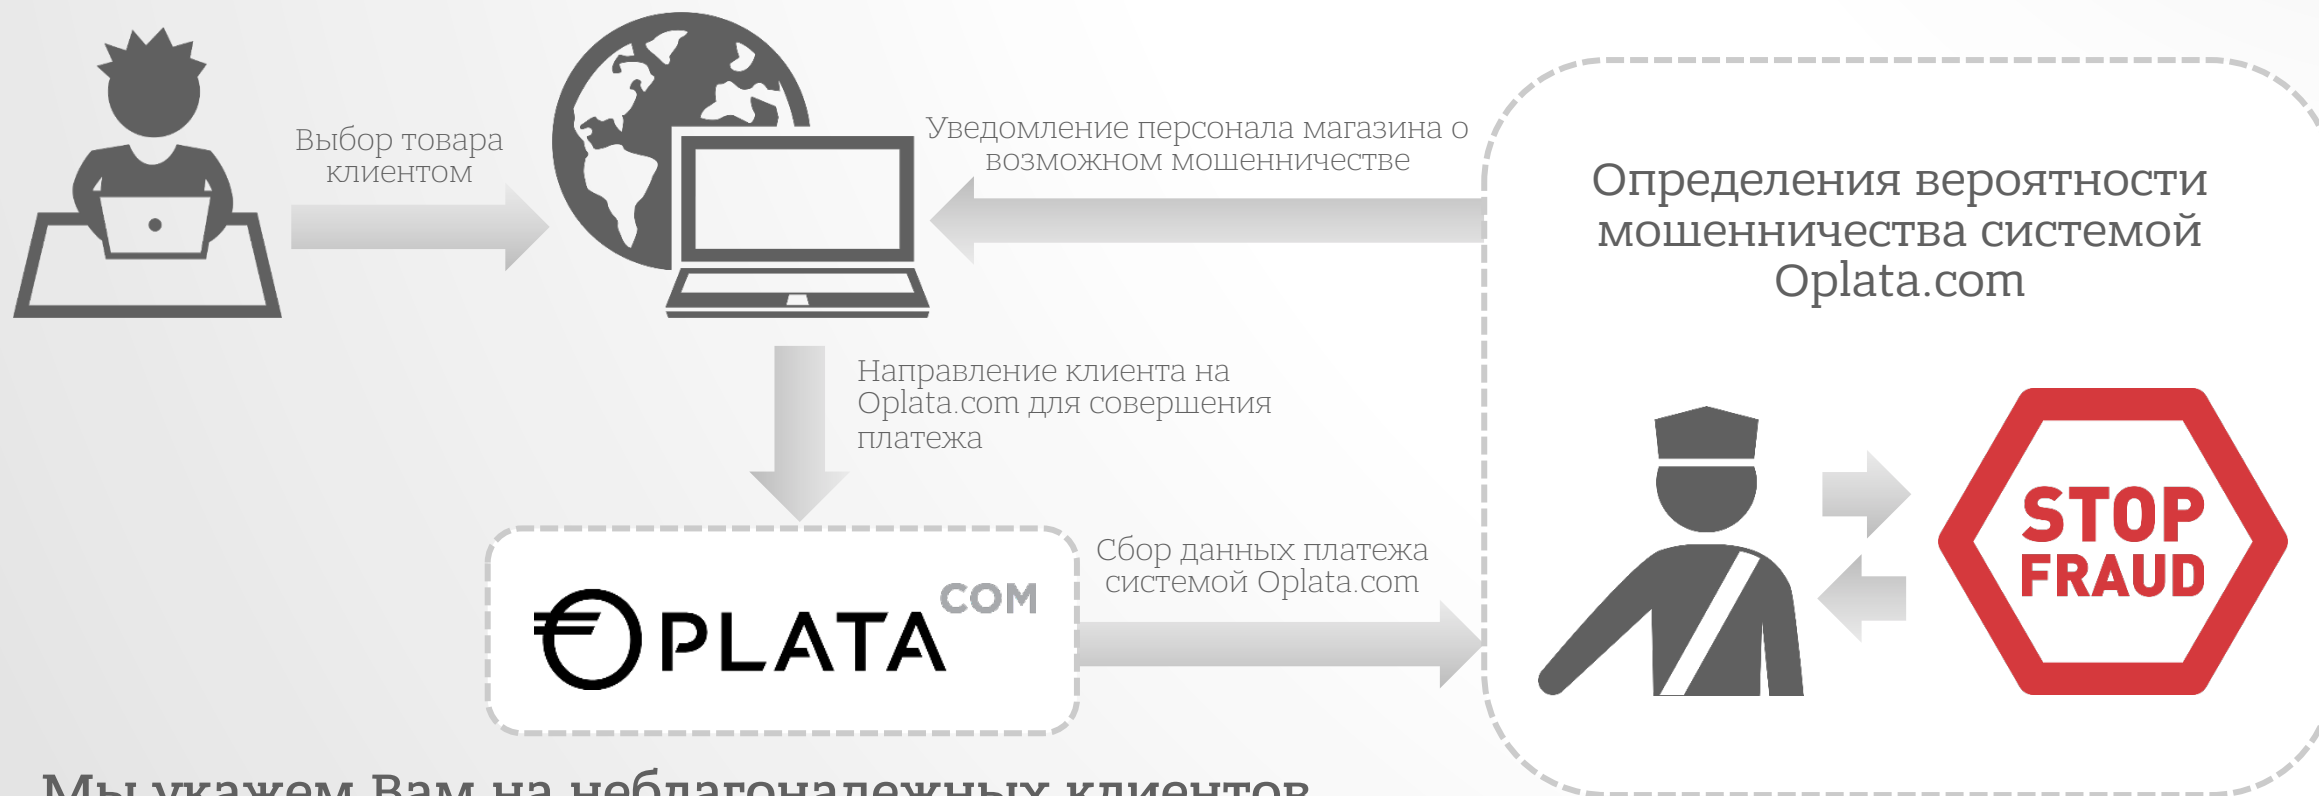 Выбор товара
клиентом
Уведомление персонала магазина о
возможном мошенничестве
Определения вероятности
мошенничества системой
Oplata.com
Направление клиента на
Oplata.com для совершения
платежа
STOP
FRAUD
Сбор данных платежа
системой Oplata.com
€OPLATA COM
Мы укажем Вам на неблагонадежных клиентов